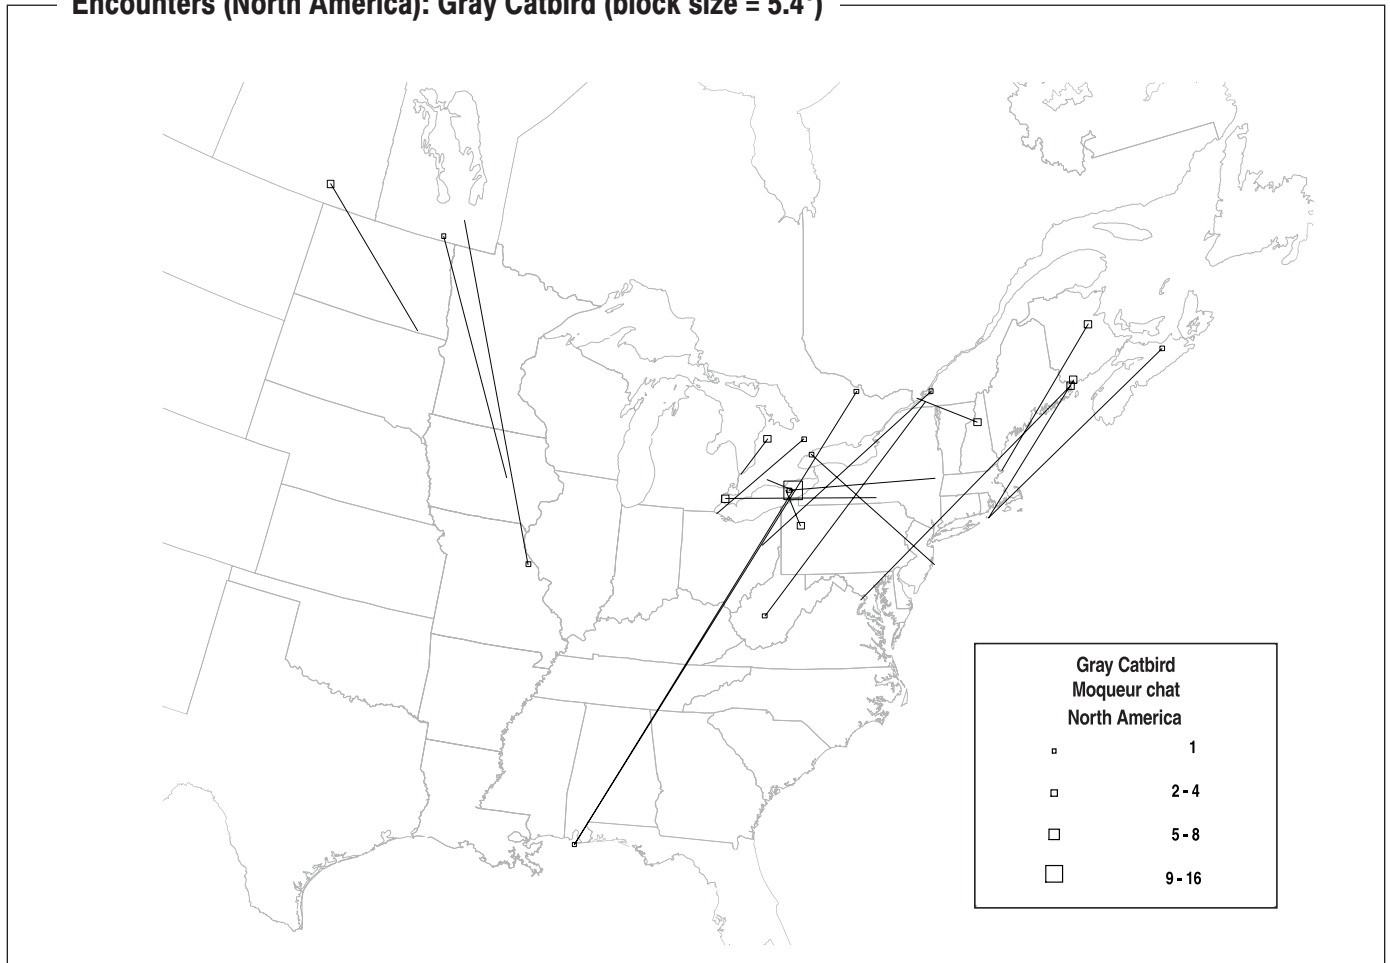 Encounters (North America): Gray Catbird (block size = 5.4°)
Gray Catbird
Moqueur chat
North America
1
2 - 4
5 - 8
9 - 16